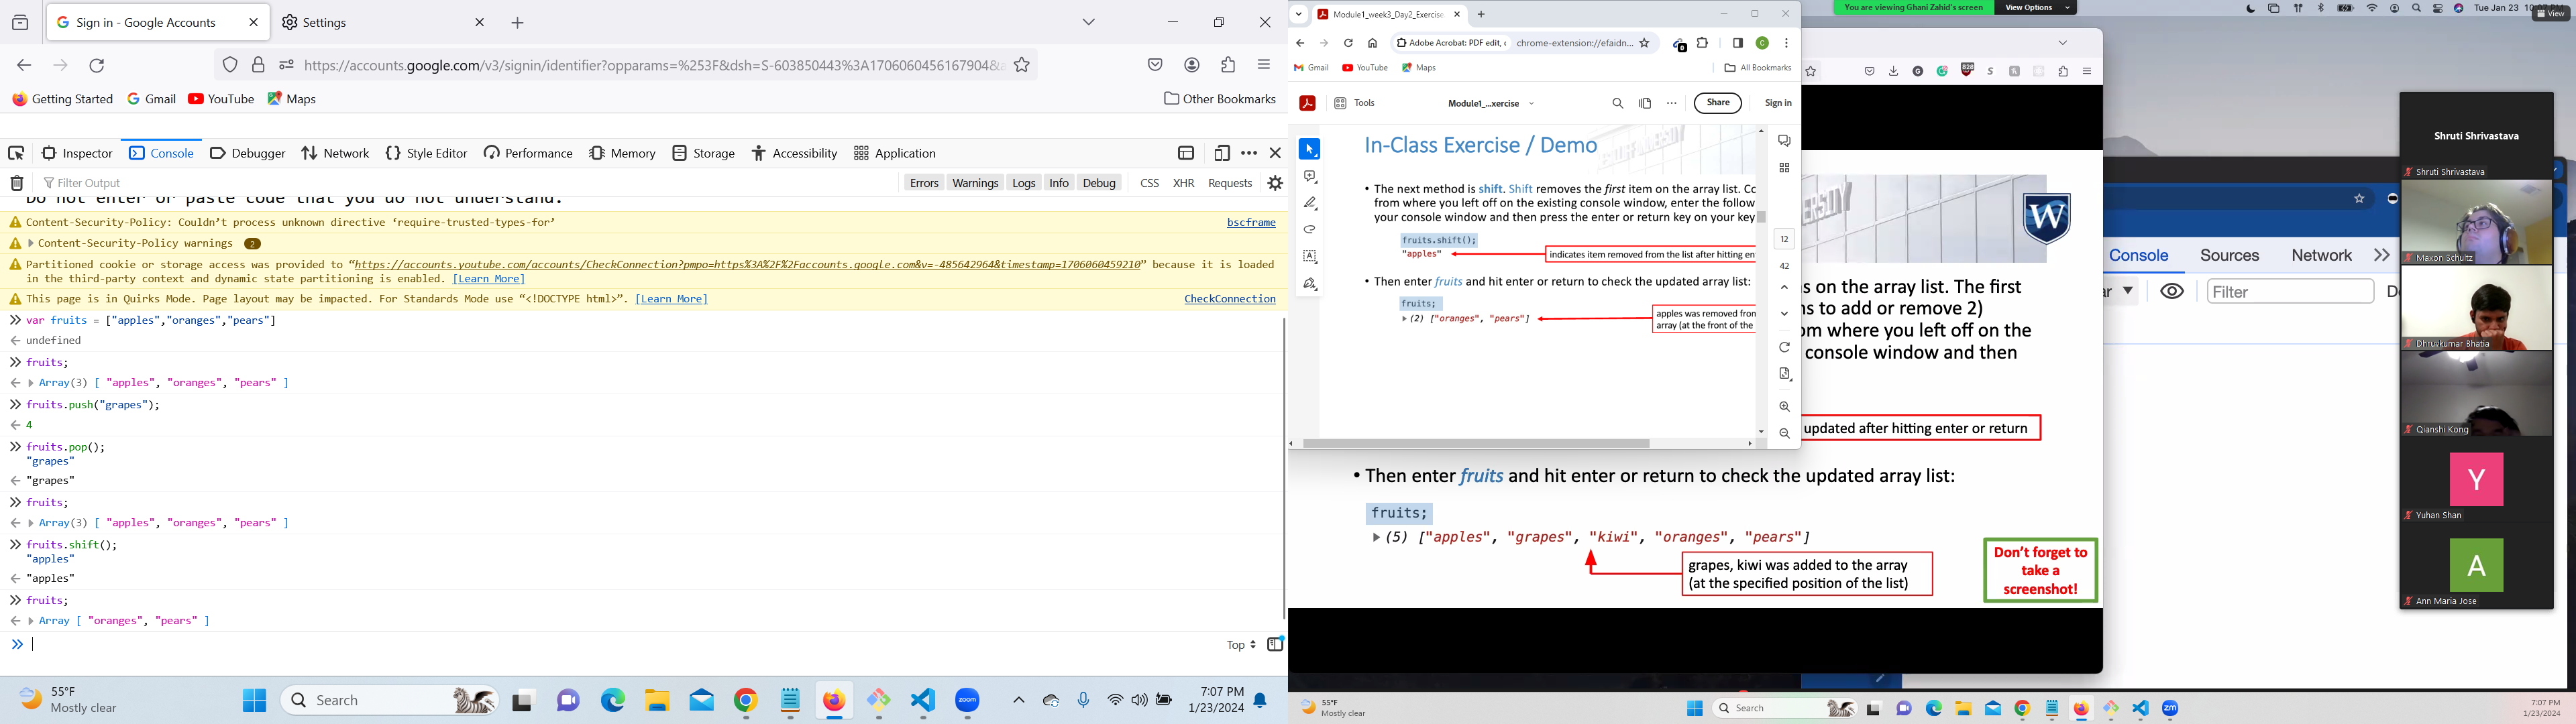 Sign in - Google Accounts
Settings
https://accounts.google.com/v3/signin/identifier?opparams=%253F&dsh=S-603850443%3A1706060456167904&
Getting Started
Gmail
YouTube
Maps
Other Bookmarks
Inspector
Console
Debugger
Network
Style Editor
Performance
Memory
Storage
Accessibility
Application
Filter Output
Errors
Warnings
Logs
Info
Debug
CSS
XHR
Requests
Do not enter or paste code that you do not understand.
Content-Security-Policy: Couldn’t process unknown directive ‘require-trusted-types-for’
bscframe
Content-Security-Policy warnings 2
Partitioned cookie or storage access was provided to “https://accounts.youtube.com/accounts/CheckConnection?pmpo=https%3A%2F%2Faccounts.google.com&v=-485642964&timestamp=1706060459210” because it is loaded
in the third-party context and dynamic state partitioning is enabled. [Learn More]
This page is in Quirks Mode. Page layout may be impacted. For Standards Mode use “<!DOCTYPE html>”. [Learn More]
CheckConnection
var fruits = ["apples","oranges","pears"]
undefined
fruits;
Array(3) [ "apples", "oranges", "pears" ]
fruits.push("grapes");
4
fruits.pop();
"grapes"
"grapes"
fruits;
Array(3) [ "apples", "oranges", "pears" ]
fruits.shift();
"apples"
"apples"
fruits;
Array [ "oranges", "pears" ]
Top
55°F
Mostly clear
Search
zoom
7:07 PM
1/23/2024
Module1_week3_Day2_Exercise
Adobe Acrobat: PDF edit, c
chrome-extension://efaidn...
Gmail
YouTube
Maps
All Bookmarks
Tools
Module1_...xercise
Share
Sign in
In-Class Exercise / Demo
• The next method is shift. Shift removes the first item on the array list. Co
from where you left off on the existing console window, enter the follow
your console window and then press the enter or return key on your key
fruits.shift();
"apples"
indicates item removed from the list after hitting en
• Then enter fruits and hit enter or return to check the updated array list:
fruits;
(2) ["oranges", "pears"]
apples was removed fro
array (at the front of the
12
42
You are viewing Ghani Zahid's screen
View Options
Tue Jan 23
View
s on the array list. The first
ns to add or remove 2)
om where you left off on the
console window and then
updated after hitting enter or return
• Then enter fruits and hit enter or return to check the updated array list:
fruits;
(5) ["apples", "grapes", "kiwi", "oranges", "pears"]
grapes, kiwi was added to the array
(at the specified position of the list)
Don’t forget to
take a
screenshot!
W
Console
Sources
Network
Filter
Shruti Shrivastava
Shruti Shrivastava
Maxon Schultz
Dhruvkumar Bhatia
Qianshi Kong
Y
Yuhan Shan
A
Ann Maria Jose
55°F
Mostly clear
Search
zm
7:07 PM
1/23/2024